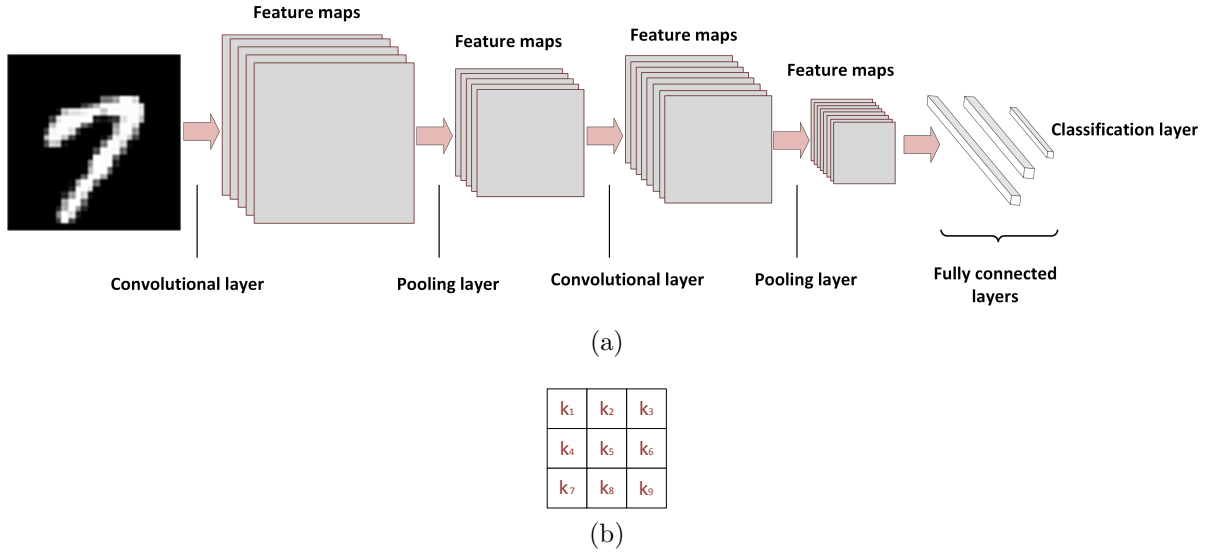 Feature maps
Feature maps
Feature maps
Feature maps
Classification layer
Convolutional layer
Pooling layer
Convolutional layer
Pooling layer
Fully connected
layers
(a)
k₁ k₂ k₃
k₄ k₅ k₆
k₇ k₈ k₉
(b)